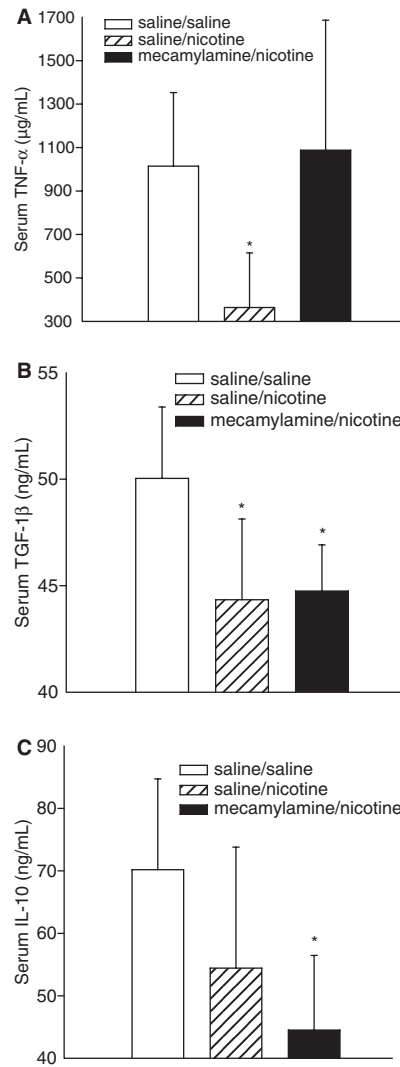 A
1700
1500
1300
1100
900
700
500
300
Serum TNF-α (μg/mL)
saline/saline
saline/nicotine
mecamylamine/nicotine
*
B
55
50
45
40
Serum TGF-1β (ng/mL)
saline/saline
saline/nicotine
mecamylamine/nicotine
*
*
C
90
80
70
60
50
40
Serum IL-10 (ng/mL)
saline/saline
saline/nicotine
mecamylamine/nicotine
*